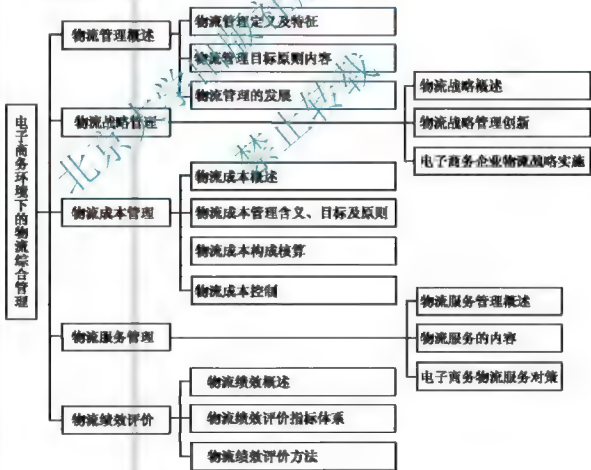 电子商务环境下的物流综合管理
物流管理概述
物流管理定义及特征
物流管理目标原则内容
物流管理的发展
物流战略管理
物流战略概述
物流战略管理创新
电子商务企业物流战略实施
物流成本管理
物流成本概述
物流成本管理含义、目标及原则
物流成本构成核算
物流成本控制
物流服务管理
物流服务管理概述
物流服务的内容
电子商务物流服务对策
物流绩效评价
物流绩效概述
物流绩效评价指标体系
物流绩效评价方法
北京大学出版社
禁止转载